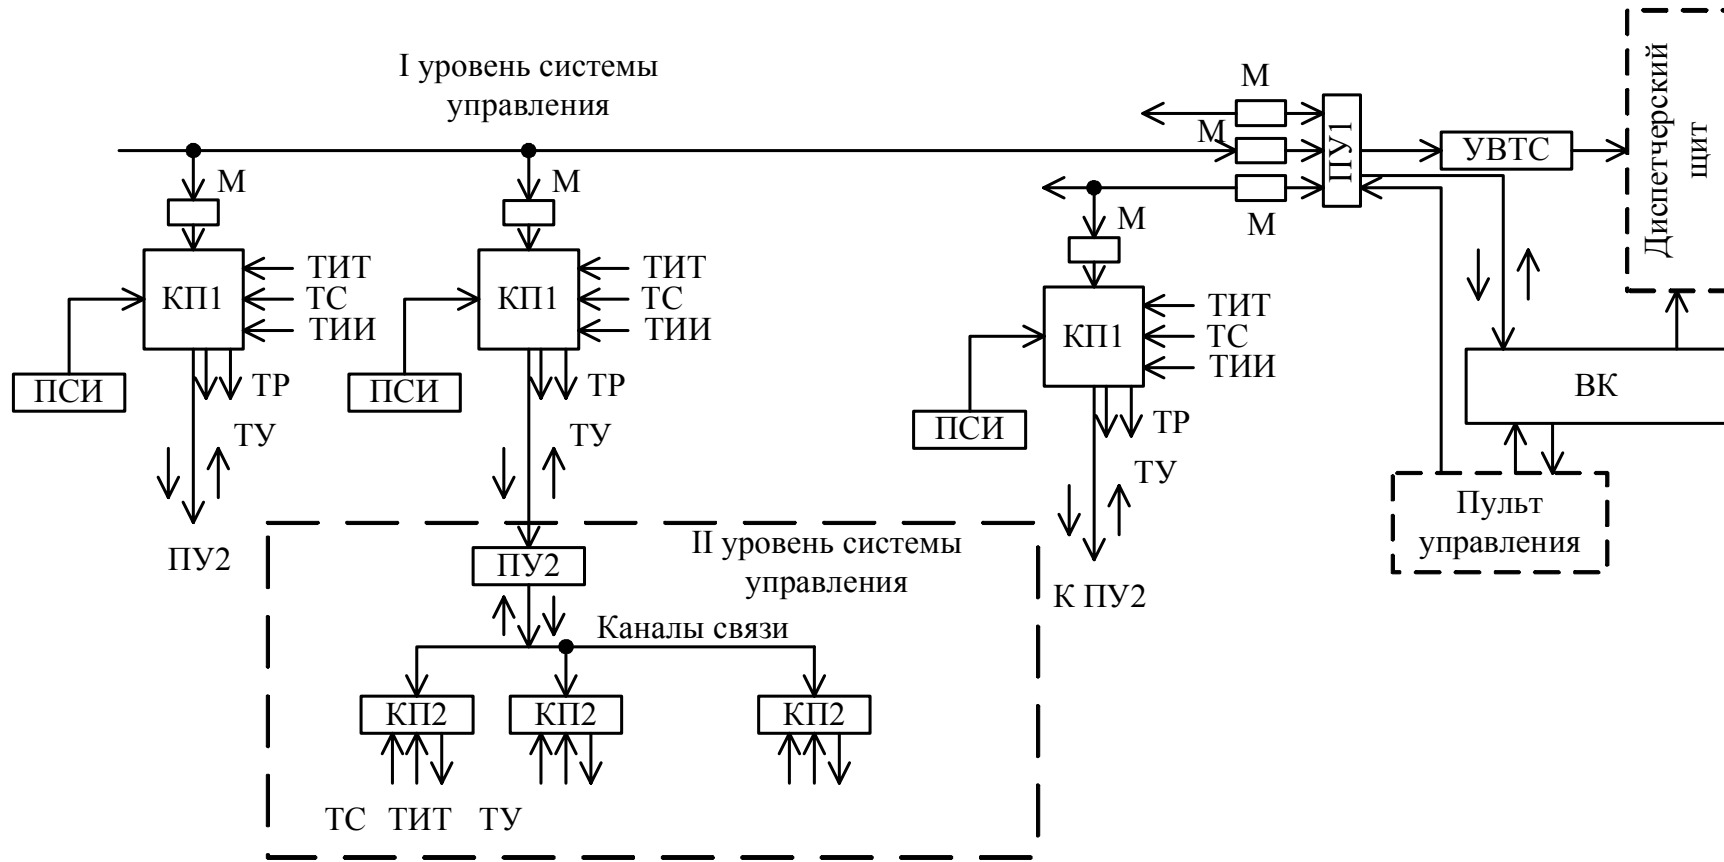 I уровень системы
управления
М
М
М
М
М
М
ПУ1
УВТС
Диспетчерский
щит
КП1
ТИТ
ТС
ТИИ
ПСИ
ТР
ТУ
ПУ2
КП1
ТИТ
ТС
ТИИ
ПСИ
ТР
ТУ
КП1
ТИТ
ТС
ТИИ
ПСИ
ТР
ТУ
К ПУ2
ВК
Пульт
управления
II уровень системы
управления
ПУ2
Каналы связи
КП2
КП2
КП2
ТС ТИТ ТУ